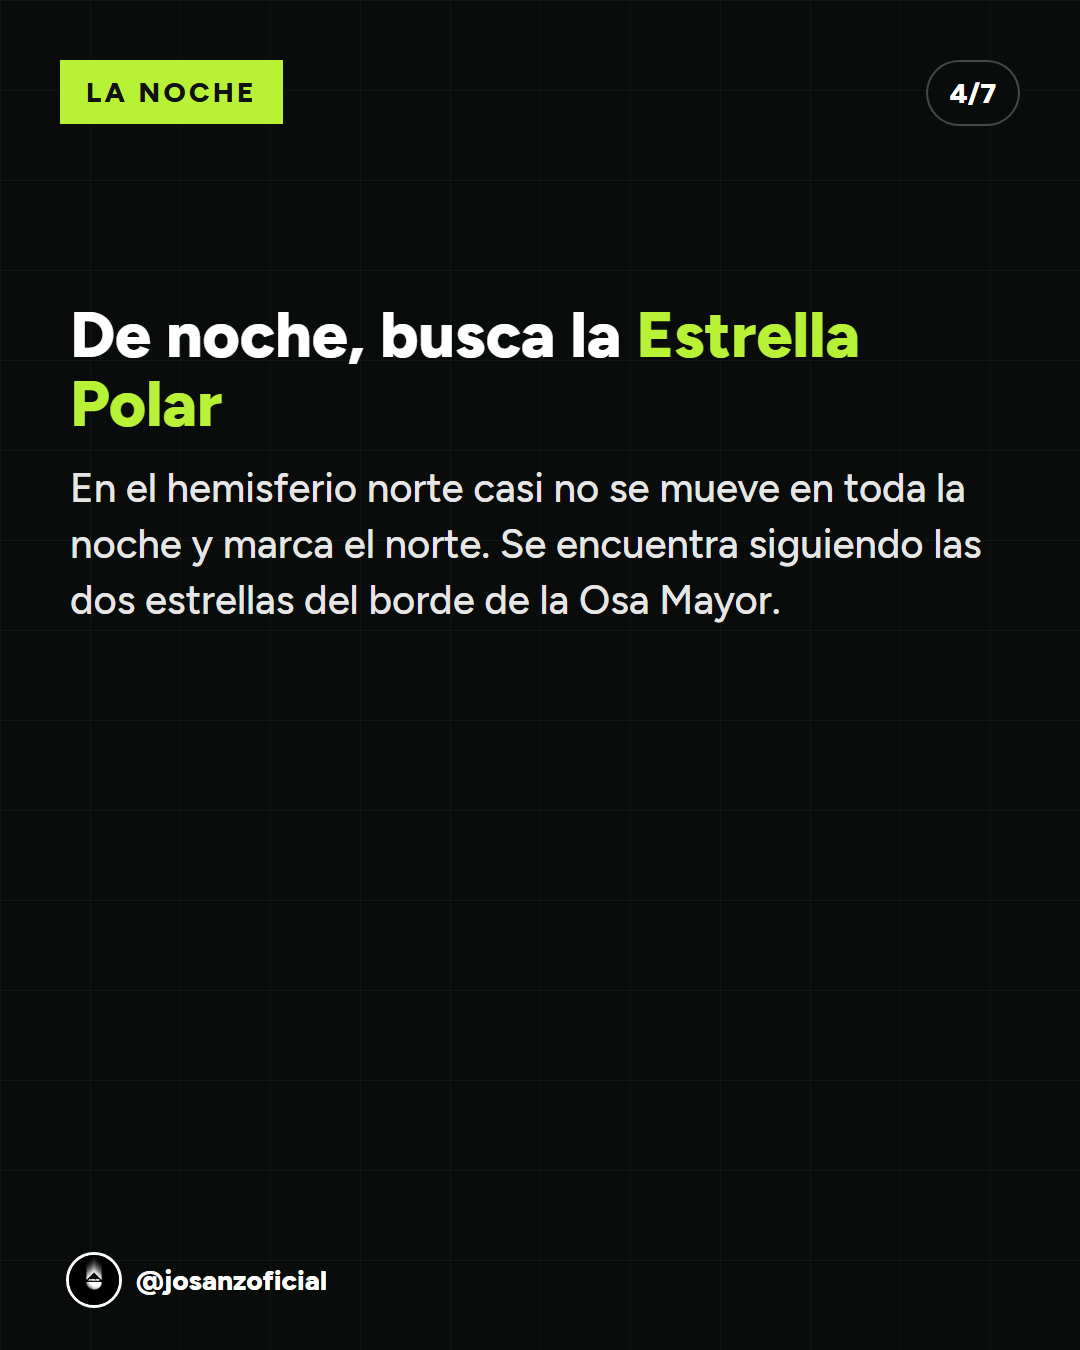 LA NOCHE
4/7
De noche, busca la Estrella
Polar
En el hemisferio norte casi no se mueve en toda la
noche y marca el norte. Se encuentra siguiendo las
dos estrellas del borde de la Osa Mayor.
@josanzoficial